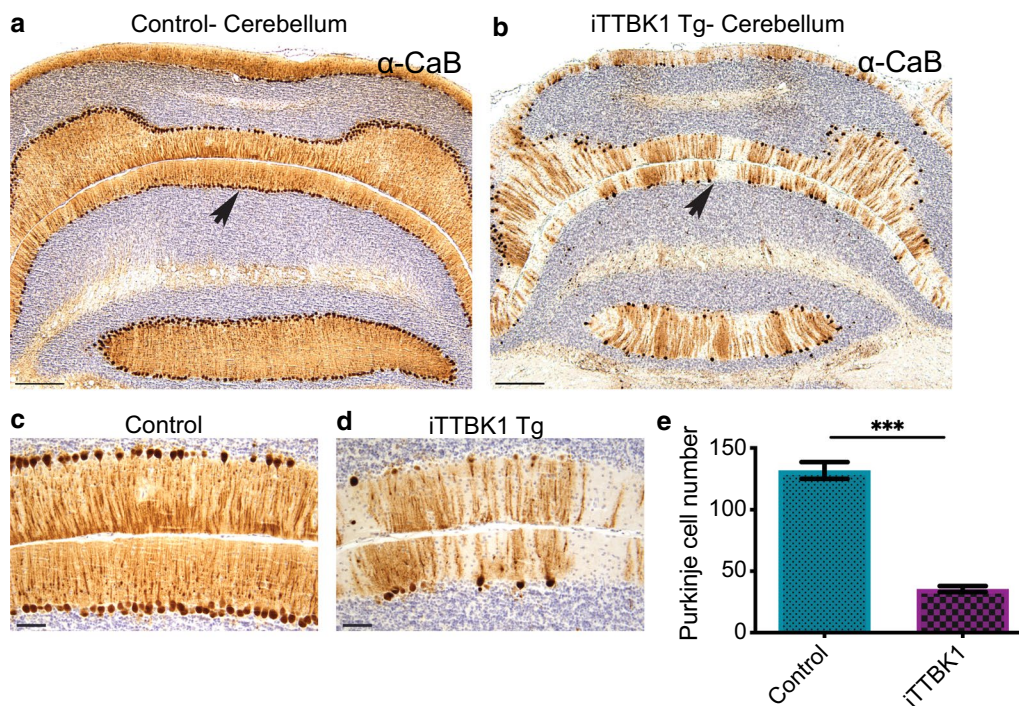 a Control- Cerebellum
α-CaB
b iTTBK1 Tg- Cerebellum
α-CaB
c Control
d iTTBK1 Tg
e
***
Purkinje cell number
150
100
50
0
Control
iTTBK1